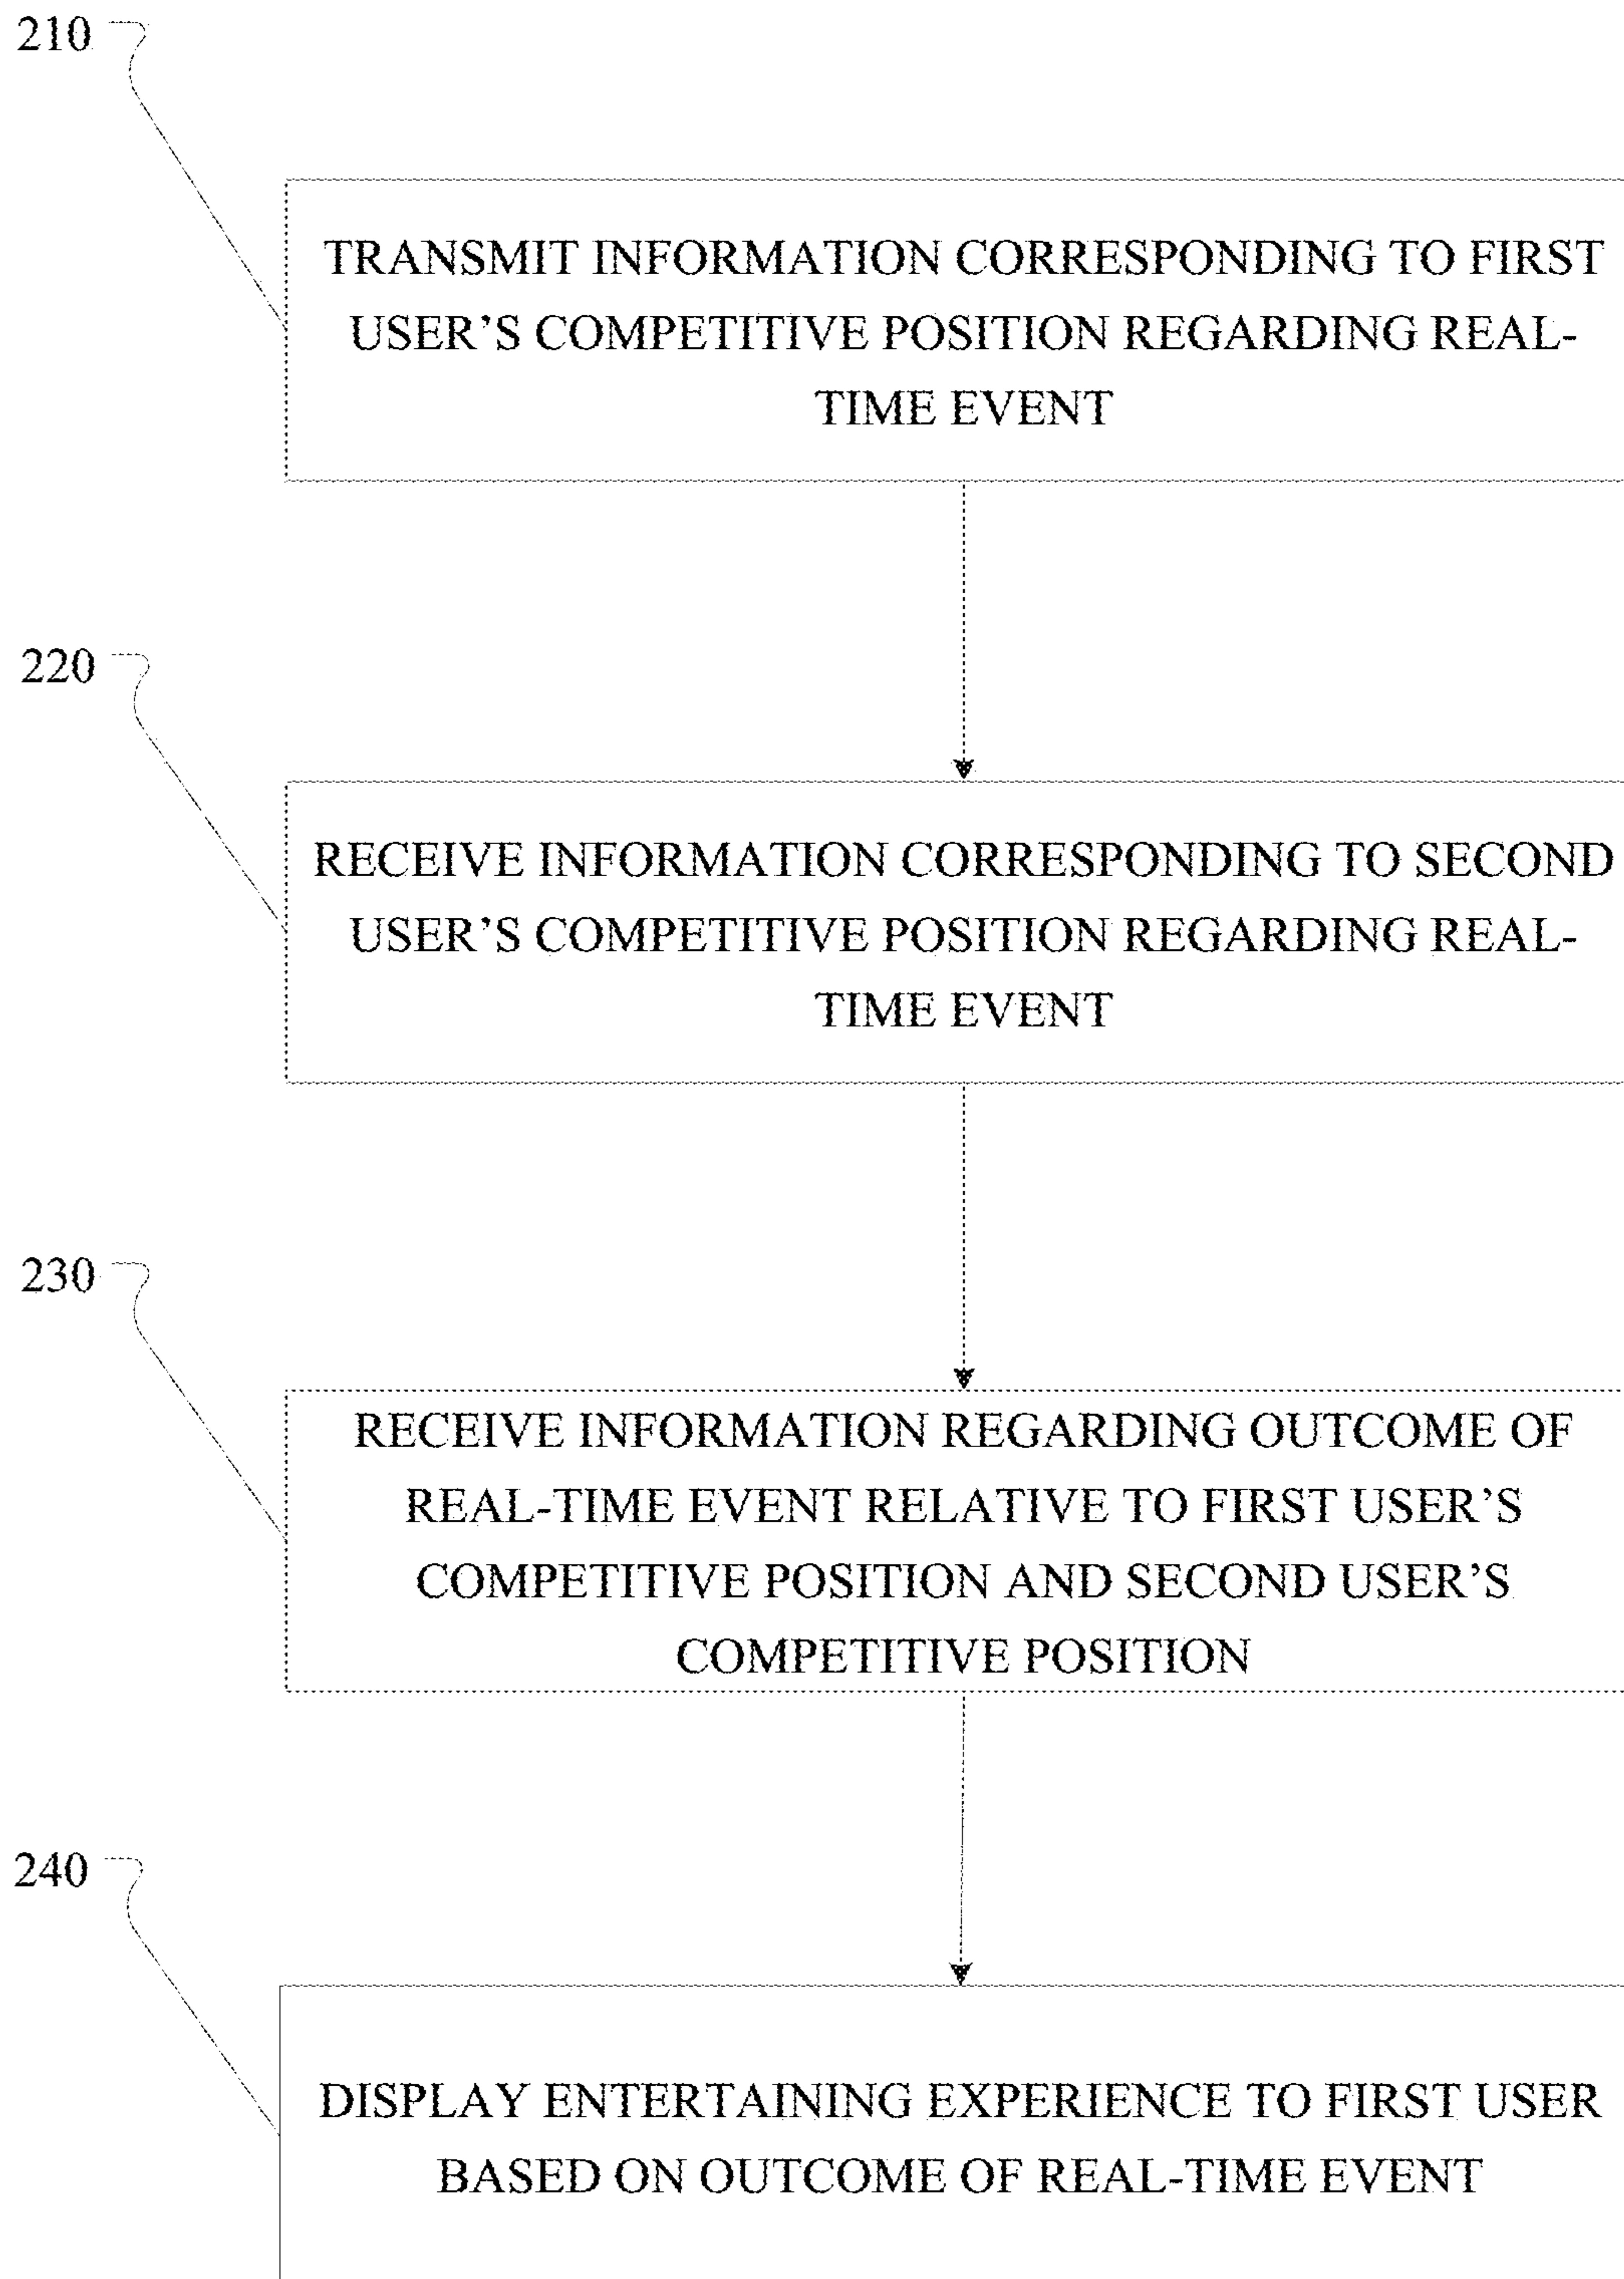 210
TRANSMIT INFORMATION CORRESPONDING TO FIRST
USER'S COMPETITIVE POSITION REGARDING REAL-
TIME EVENT
220
RECEIVE INFORMATION CORRESPONDING TO SECOND
USER'S COMPETITIVE POSITION REGARDING REAL-
TIME EVENT
230
RECEIVE INFORMATION REGARDING OUTCOME OF
REAL-TIME EVENT RELATIVE TO FIRST USER'S
COMPETITIVE POSITION AND SECOND USER'S
COMPETITIVE POSITION
240
DISPLAY ENTERTAINING EXPERIENCE TO FIRST USER
BASED ON OUTCOME OF REAL-TIME EVENT